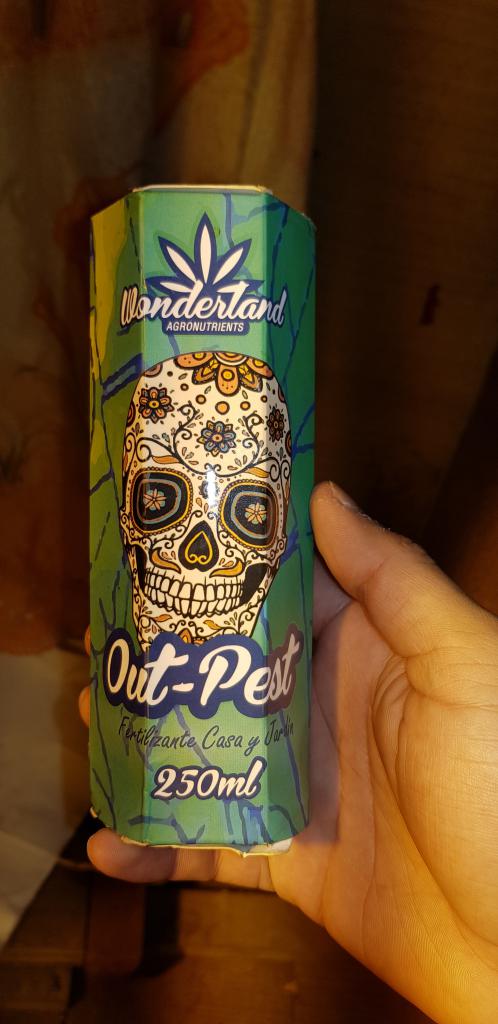 Wonderland
AGRONUTRIENTS
Out-Pest
Fertilizante Casa y Jardín
250ml